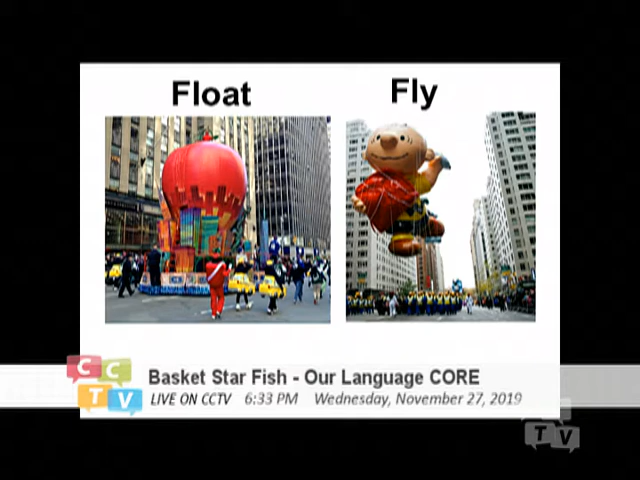 Float
Fly
C C
TV
Basket Star Fish - Our Language CORE
LIVE ON CCTV 6:33 PM Wednesday, November 27, 2019
TV